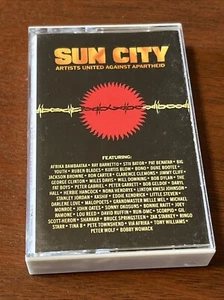 SUN CITY
ARTISTS UNITED AGAINST APARTHEID
FEATURING:
AFRIKA BAMBAATAA • RAY BARRETTO • STIV BATORS • PAT BENATAR • BIG
YOUTH • RUBEN BLADES • KURTIS BLOW • BONO • DUKE BOOTEE •
JACKSON BROWNE • RON CARTER • CLARENCE CLEMONS • JIMMY CLIFF
GEORGE CLINTON • MILES DAVIS • WILL DOWNING • BOB DYLAN • THE
FAT BOYS • PETER GABRIEL • PETER GARRETT • BOB GELDOF • DARYL
HALL • HERBIE HANCOCK • NONA HENDRYX • LINTON KWESI JOHNSON •
STANLEY JORDAN • KASHIF • EDDIE KENDRICK • LITTLE STEVEN •
DARLENE LOVE • MALOPOETS • GRANDMASTER MELLE MEL • MICHAEL
MONROE • JOHN OATES • SONNY OKOSUNS • BONNIE RAITT • JOEY
RAMONE • LOU REED • DAVID RUFFIN • RUN-DMC • SCORPIO • GIL
SCOTT-HERON • SHANKAR • BRUCE SPRINGSTEEN • ZAK STARKEY • RINGO
STARR • TINA B • PETE TOWNSHEND • VIA AFRIKA • TONY WILLIAMS •
PETER WOLF • BOBBY WOMACK